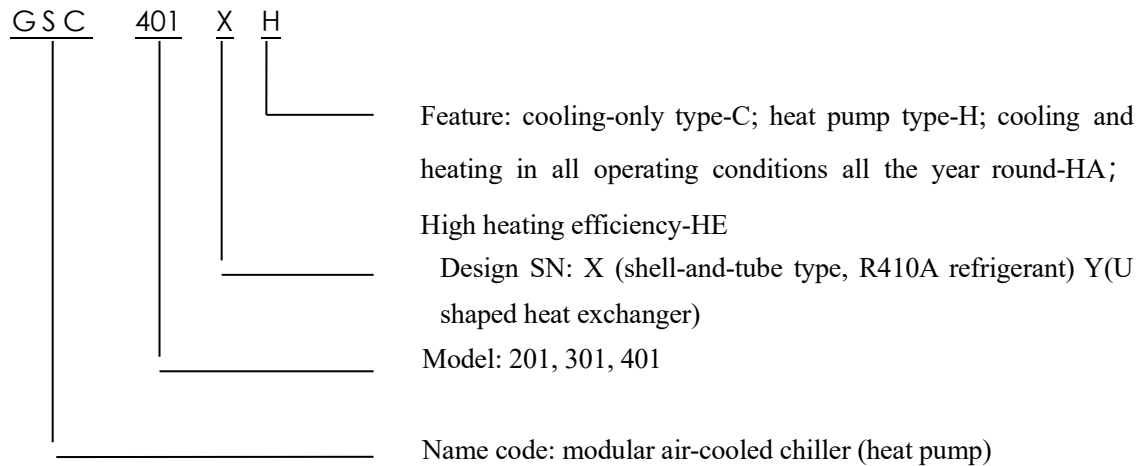 GSC 401 X H
Feature: cooling-only type-C; heat pump type-H; cooling and
heating in all operating conditions all the year round-HA；
High heating efficiency-HE
Design SN: X (shell-and-tube type, R410A refrigerant) Y(U
shaped heat exchanger)
Model: 201, 301, 401
Name code: modular air-cooled chiller (heat pump)